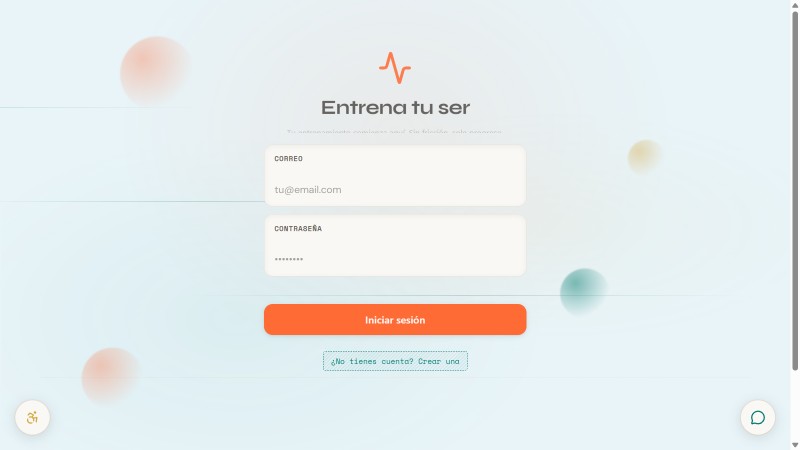 Entrena tu ser
CORREO
tu@email.com
CONTRASEÑA
Iniciar sesión
¿No tienes cuenta? Crear una